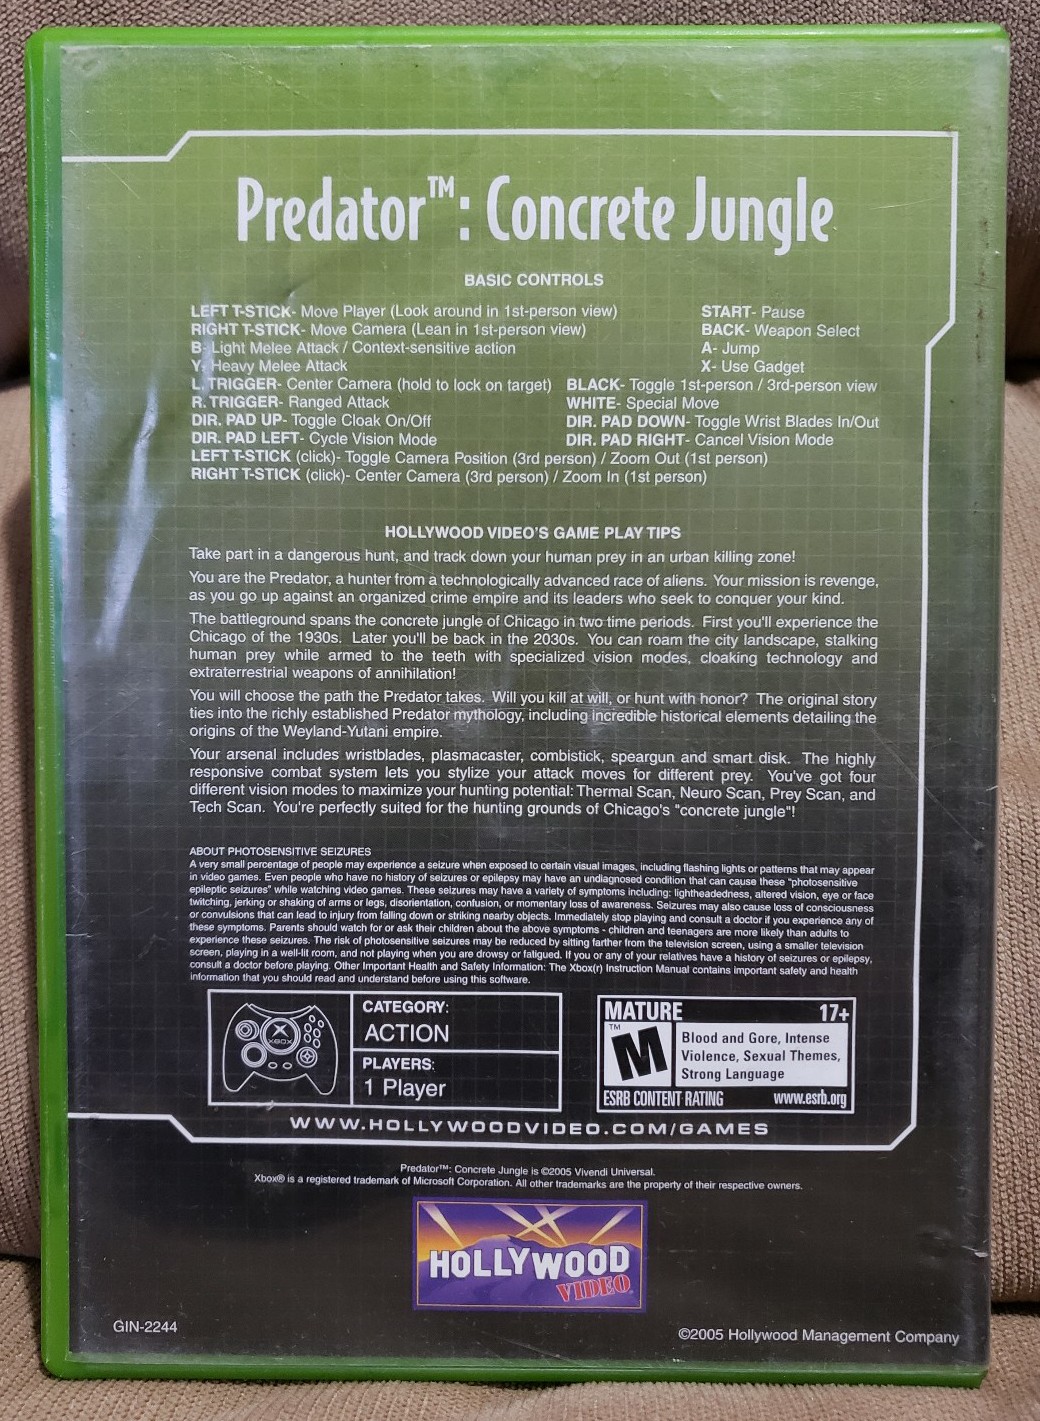 Predator™: Concrete Jungle
BASIC CONTROLS
LEFT T-STICK- Move Player (Look around in 1st-person view) START- Pause
RIGHT T-STICK- Move Camera (Lean in 1st-person view) BACK- Weapon Select
B- Light Melee Attack / Context-sensitive action A- Jump
Y- Heavy Melee Attack X- Use Gadget
L. TRIGGER- Center Camera (hold to lock on target) BLACK- Toggle 1st-person / 3rd-person view
R. TRIGGER- Ranged Attack WHITE- Special Move
DIR. PAD UP- Toggle Cloak On/Off DIR. PAD DOWN- Toggle Wrist Blades In/Out
DIR. PAD LEFT- Cycle Vision Mode DIR. PAD RIGHT- Cancel Vision Mode
LEFT T-STICK (click)- Toggle Camera Position (3rd person) / Zoom Out (1st person)
RIGHT T-STICK (click)- Center Camera (3rd person) / Zoom In (1st person)
HOLLYWOOD VIDEO'S GAME PLAY TIPS
Take part in a dangerous hunt, and track down your human prey in an urban killing zone!
You are the Predator, a hunter from a technologically advanced race of aliens. Your mission is revenge,
as you go up against an organized crime empire and its leaders who seek to conquer your kind.
The battleground spans the concrete jungle of Chicago in two time periods. First you'll experience the
Chicago of the 1930s. Later you'll be back in the 2030s. You can roam the city landscape, stalking
human prey while armed to the teeth with specialized vision modes, cloaking technology and
extraterrestrial weapons of annihilation!
You will choose the path the Predator takes. Will you kill at will, or hunt with honor? The original story
ties into the richly established Predator mythology, including incredible historical elements detailing the
origins of the Weyland-Yutani empire.
Your arsenal includes wristblades, plasmacaster, combistick, speargun and smart disk. The highly
responsive combat system lets you stylize your attack moves for different prey. You've got four
different vision modes to maximize your hunting potential: Thermal Scan, Neuro Scan, Prey Scan, and
Tech Scan. You're perfectly suited for the hunting grounds of Chicago's "concrete jungle"!
ABOUT PHOTOSENSITIVE SEIZURES
A very small percentage of people may experience a seizure when exposed to certain visual images, including flashing lights or patterns that may appear
in video games. Even people who have no history of seizures or epilepsy may have an undiagnosed condition that can cause these "photosensitive
epileptic seizures" while watching video games. These seizures may have a variety of symptoms including: lightheadedness, altered vision, eye or face
twitching, jerking or shaking of arms or legs, disorientation, confusion, or momentary loss of awareness. Seizures may also cause loss of consciousness
or convulsions that can lead to injury from falling down or striking nearby objects. Immediately stop playing and consult a doctor if you experience any of
these symptoms. Parents should watch for or ask their children about the above symptoms - children and teenagers are more likely than adults to
experience these seizures. The risk of photosensitive seizures may be reduced by sitting farther from the television screen, using a smaller television
screen, playing in a well-lit room, and not playing when you are drowsy or fatigued. If you or any of your relatives have a history of seizures or epilepsy,
consult a doctor before playing. Other Important Health and Safety Information: The Xbox(r) Instruction Manual contains important safety and health
information that you should read and understand before using this software.
XBOX
CATEGORY:
ACTION
PLAYERS:
1 Player
MATURE 17+
TM
M
Blood and Gore, Intense
Violence, Sexual Themes,
Strong Language
ESRB CONTENT RATING www.esrb.org
WWW.HOLLYWOODVIDEO.COM/GAMES
Predator™: Concrete Jungle is ©2005 Vivendi Universal.
Xbox® is a registered trademark of Microsoft Corporation. All other trademarks are the property of their respective owners.
HOLLYWOOD
VIDEO
GIN-2244
©2005 Hollywood Management Company